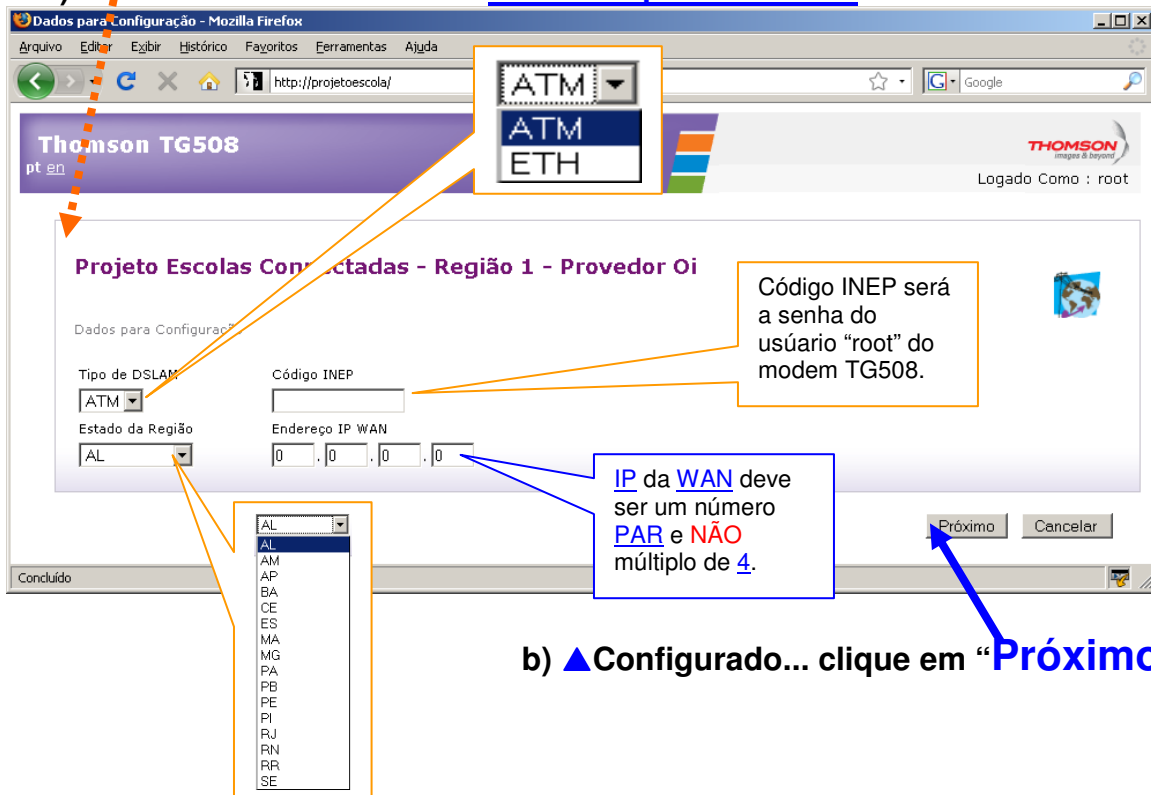 Dados para Configuração - Mozilla Firefox
Arquivo Editar Exibir Histórico Favoritos Ferramentas Ajuda
http://projetoescola/
G Google
ATM
ATM
ETH
Thomson TG508
pt en
THOMSON
images & beyond
Logado Como : root
Projeto Escolas Connectadas - Região 1 - Provedor Oi
Código INEP será
a senha do
usúario “root” do
modem TG508.
Dados para Configuração
Tipo de DSLAM Código INEP
ATM
Estado da Região Endereço IP WAN
AL 0 . 0 . 0 . 0
IP da WAN deve
ser um número
PAR e NÃO
múltiplo de 4.
Próximo Cancelar
Concluído
AL
AL
AM
AP
BA
CE
ES
MA
MG
PA
PB
PE
PI
RJ
RN
RR
SE
b) ▲Configurado... clique em “Próximo